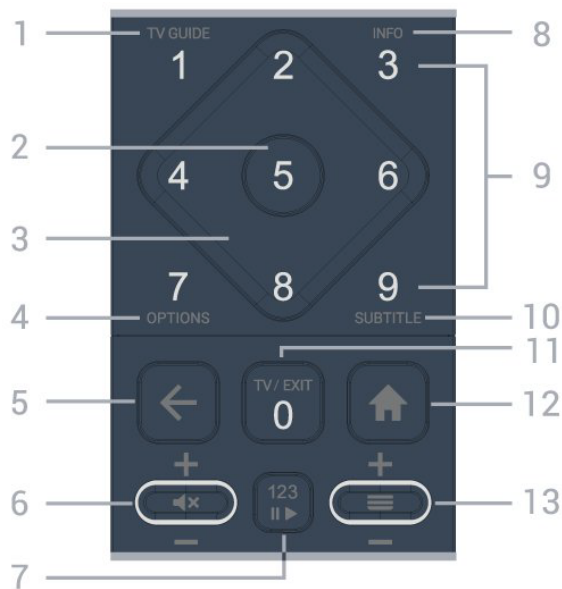 1 TV GUIDE INFO 8
1 2 3
2
4 5 6 9
3
7 8 9
4 OPTIONS SUBTITLE 10
11
TV/ EXIT
5 0 12
+ +
6 123 13
- -
7